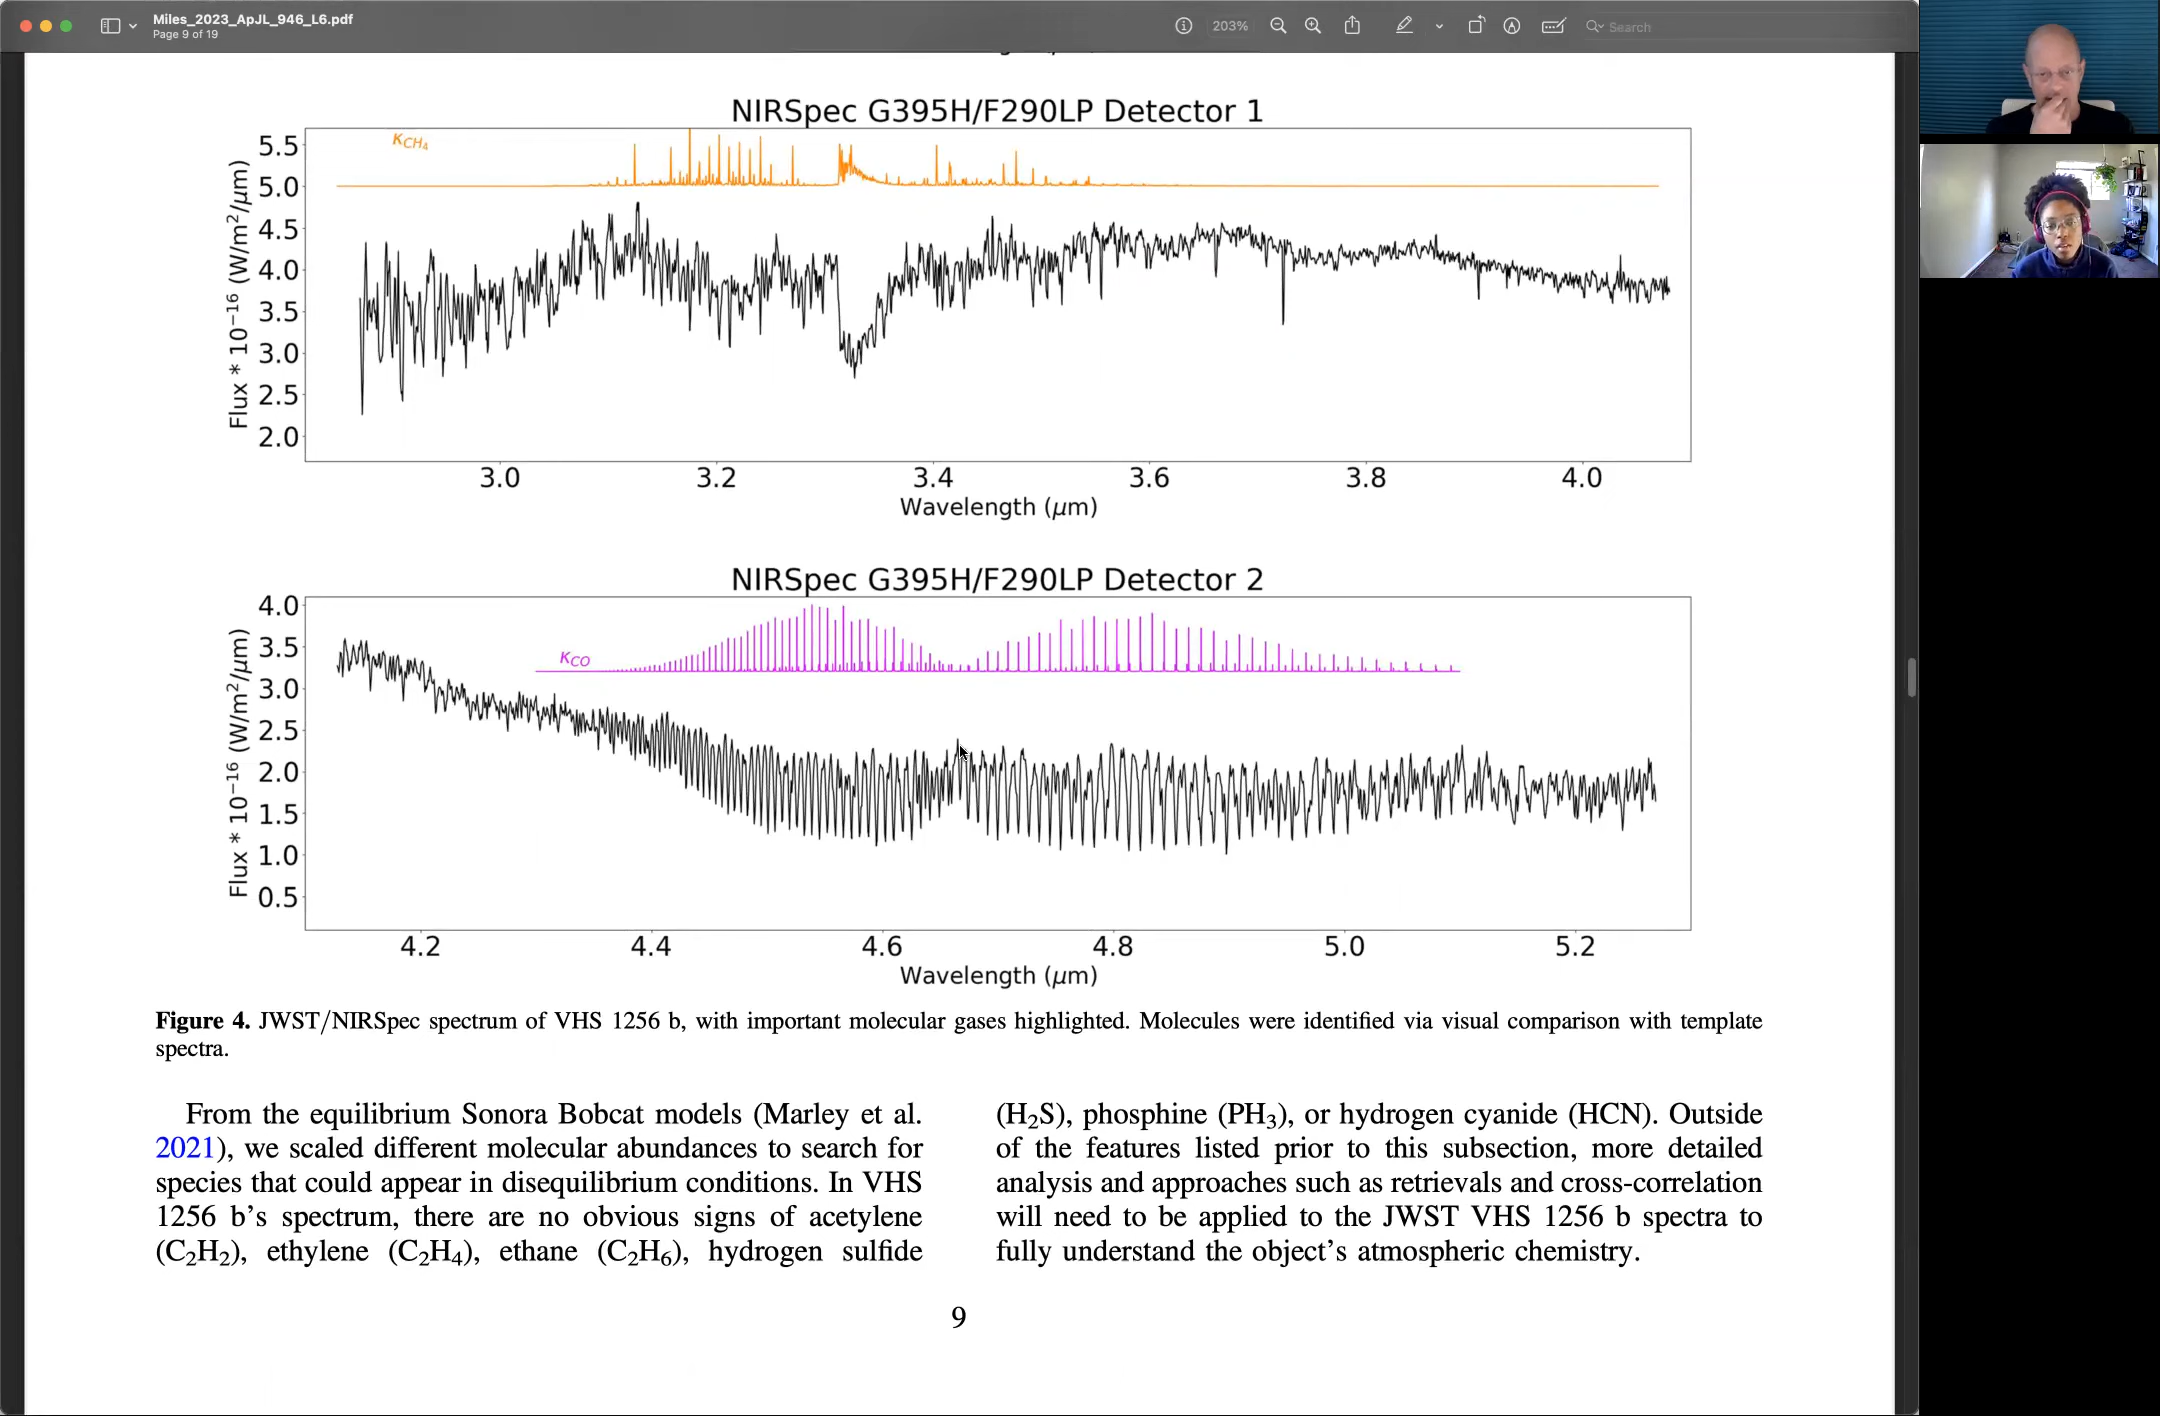 Miles_2023_ApJL_946_L6.pdf
Page 9 of 19
203%
Search
NIRSpec G395H/F290LP Detector 1
κCH₄
5.5
5.0
4.5
4.0
3.5
3.0
2.5
2.0
Flux * 10⁻¹⁶ (W/m²/μm)
3.0 3.2 3.4 3.6 3.8 4.0
Wavelength (μm)
NIRSpec G395H/F290LP Detector 2
κCO
4.0
3.5
3.0
2.5
2.0
1.5
1.0
0.5
Flux * 10⁻¹⁶ (W/m²/μm)
4.2 4.4 4.6 4.8 5.0 5.2
Wavelength (μm)
Figure 4. JWST/NIRSpec spectrum of VHS 1256 b, with important molecular gases highlighted. Molecules were identified via visual comparison with template
spectra.
From the equilibrium Sonora Bobcat models (Marley et al.
2021), we scaled different molecular abundances to search for
species that could appear in disequilibrium conditions. In VHS
1256 b's spectrum, there are no obvious signs of acetylene
(C₂H₂), ethylene (C₂H₄), ethane (C₂H₆), hydrogen sulfide
(H₂S), phosphine (PH₃), or hydrogen cyanide (HCN). Outside
of the features listed prior to this subsection, more detailed
analysis and approaches such as retrievals and cross-correlation
will need to be applied to the JWST VHS 1256 b spectra to
fully understand the object's atmospheric chemistry.
9